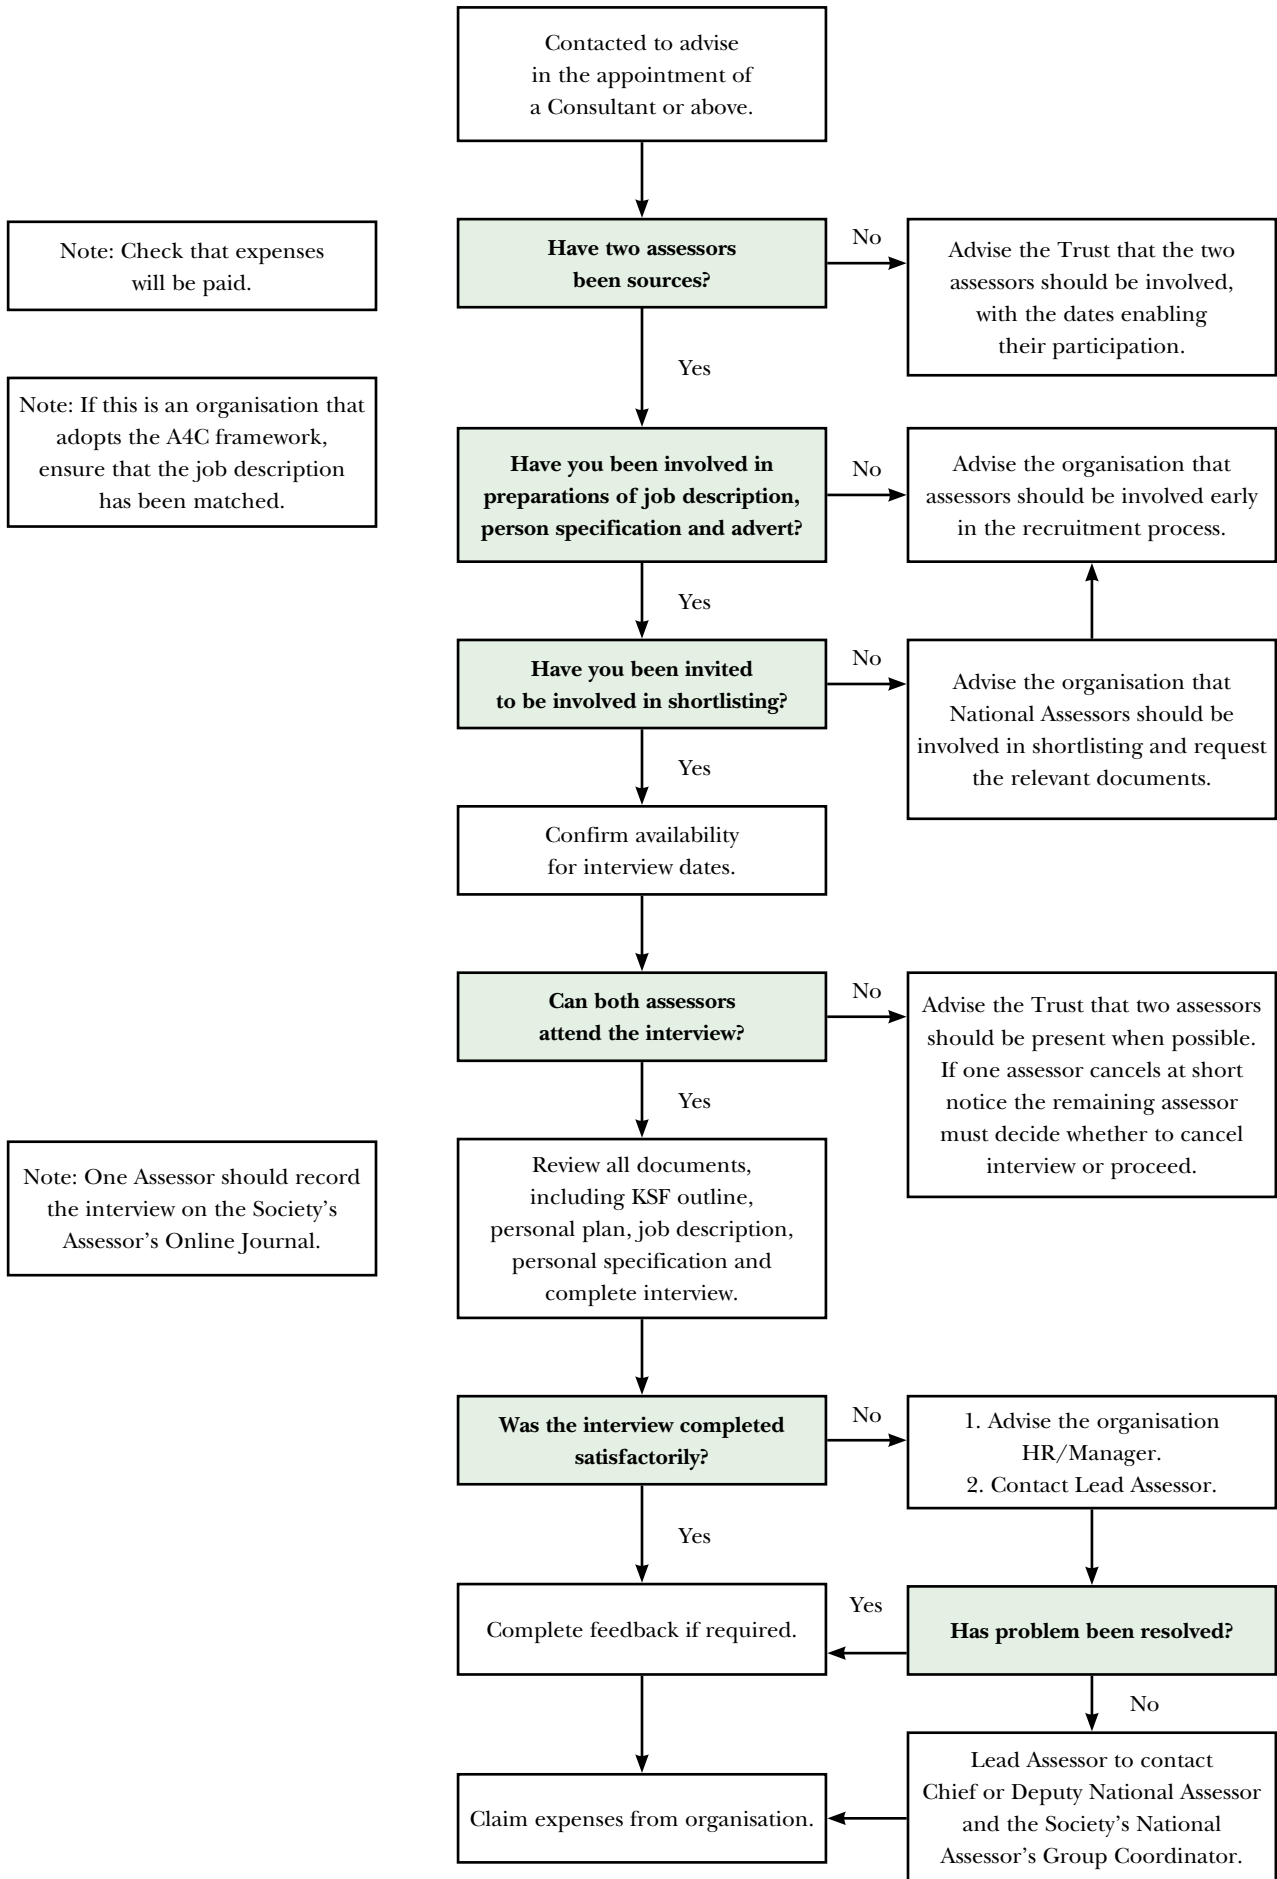 Contacted to advise
in the appointment of
a Consultant or above.
Note: Check that expenses
will be paid.
Have two assessors
been sources?
No
Advise the Trust that the two
assessors should be involved,
with the dates enabling
their participation.
Yes
Note: If this is an organisation that
adopts the A4C framework,
ensure that the job description
has been matched.
Have you been involved in
preparations of job description,
person specification and advert?
No
Advise the organisation that
assessors should be involved early
in the recruitment process.
Yes
Have you been invited
to be involved in shortlisting?
No
Advise the organisation that
National Assessors should be
involved in shortlisting and request
the relevant documents.
Yes
Confirm availability
for interview dates.
Can both assessors
attend the interview?
No
Advise the Trust that two assessors
should be present when possible.
If one assessor cancels at short
notice the remaining assessor
must decide whether to cancel
interview or proceed.
Yes
Note: One Assessor should record
the interview on the Society's
Assessor's Online Journal.
Review all documents,
including KSF outline,
personal plan, job description,
personal specification and
complete interview.
Was the interview completed
satisfactorily?
No
1. Advise the organisation
HR/Manager.
2. Contact Lead Assessor.
Yes
Complete feedback if required.
Yes
Has problem been resolved?
No
Claim expenses from organisation.
Lead Assessor to contact
Chief or Deputy National Assessor
and the Society's National
Assessor's Group Coordinator.